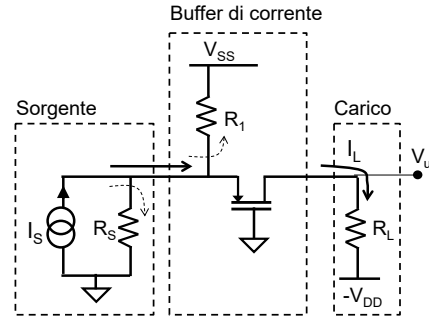 Buffer di corrente
V_SS
Sorgente
R_1
Carico
I_L
V_u
I_S
R_S
R_L
-V_DD